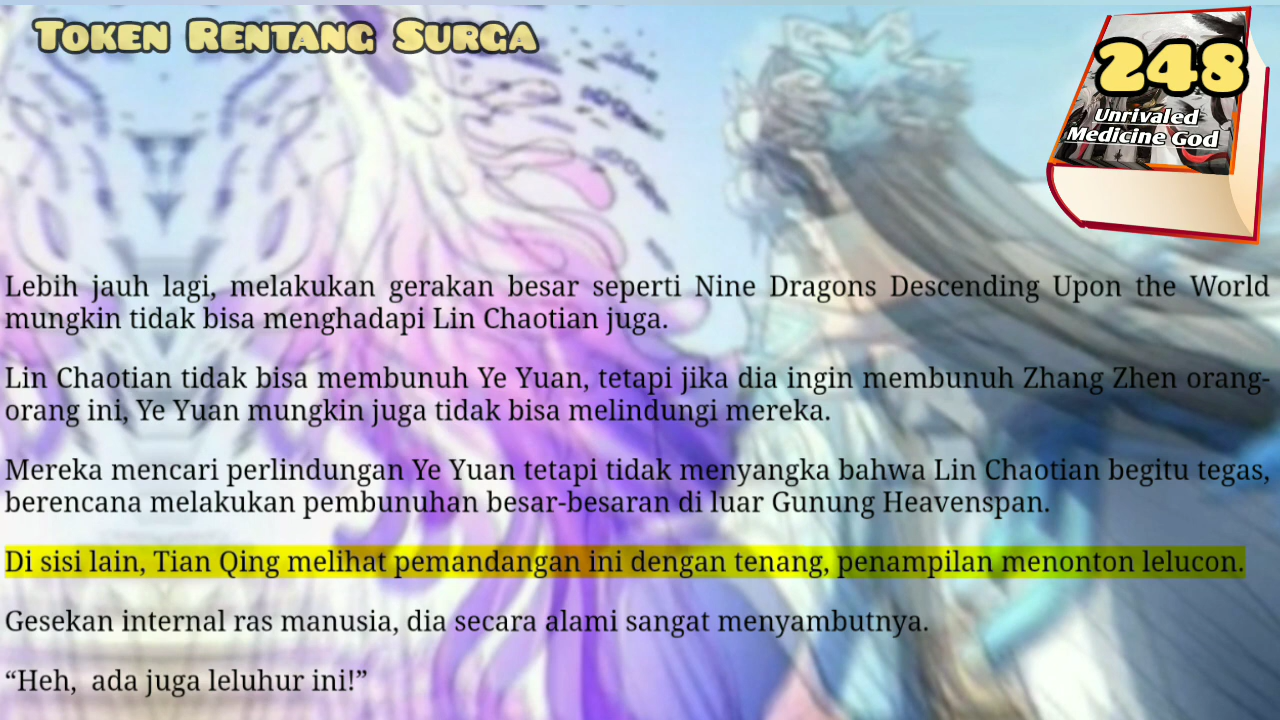 Token Rentang Surga
248
Unrivaled
Medicine God
Lebih jauh lagi, melakukan gerakan besar seperti Nine Dragons Descending Upon the World
mungkin tidak bisa menghadapi Lin Chaotian juga.
Lin Chaotian tidak bisa membunuh Ye Yuan, tetapi jika dia ingin membunuh Zhang Zhen orang-
orang ini, Ye Yuan mungkin juga tidak bisa melindungi mereka.
Mereka mencari perlindungan Ye Yuan tetapi tidak menyangka bahwa Lin Chaotian begitu tegas,
berencana melakukan pembunuhan besar-besaran di luar Gunung Heavenspan.
Di sisi lain, Tian Qing melihat pemandangan ini dengan tenang, penampilan menonton lelucon.
Gesekan internal ras manusia, dia secara alami sangat menyambutnya.
“Heh,  ada juga leluhur ini!”